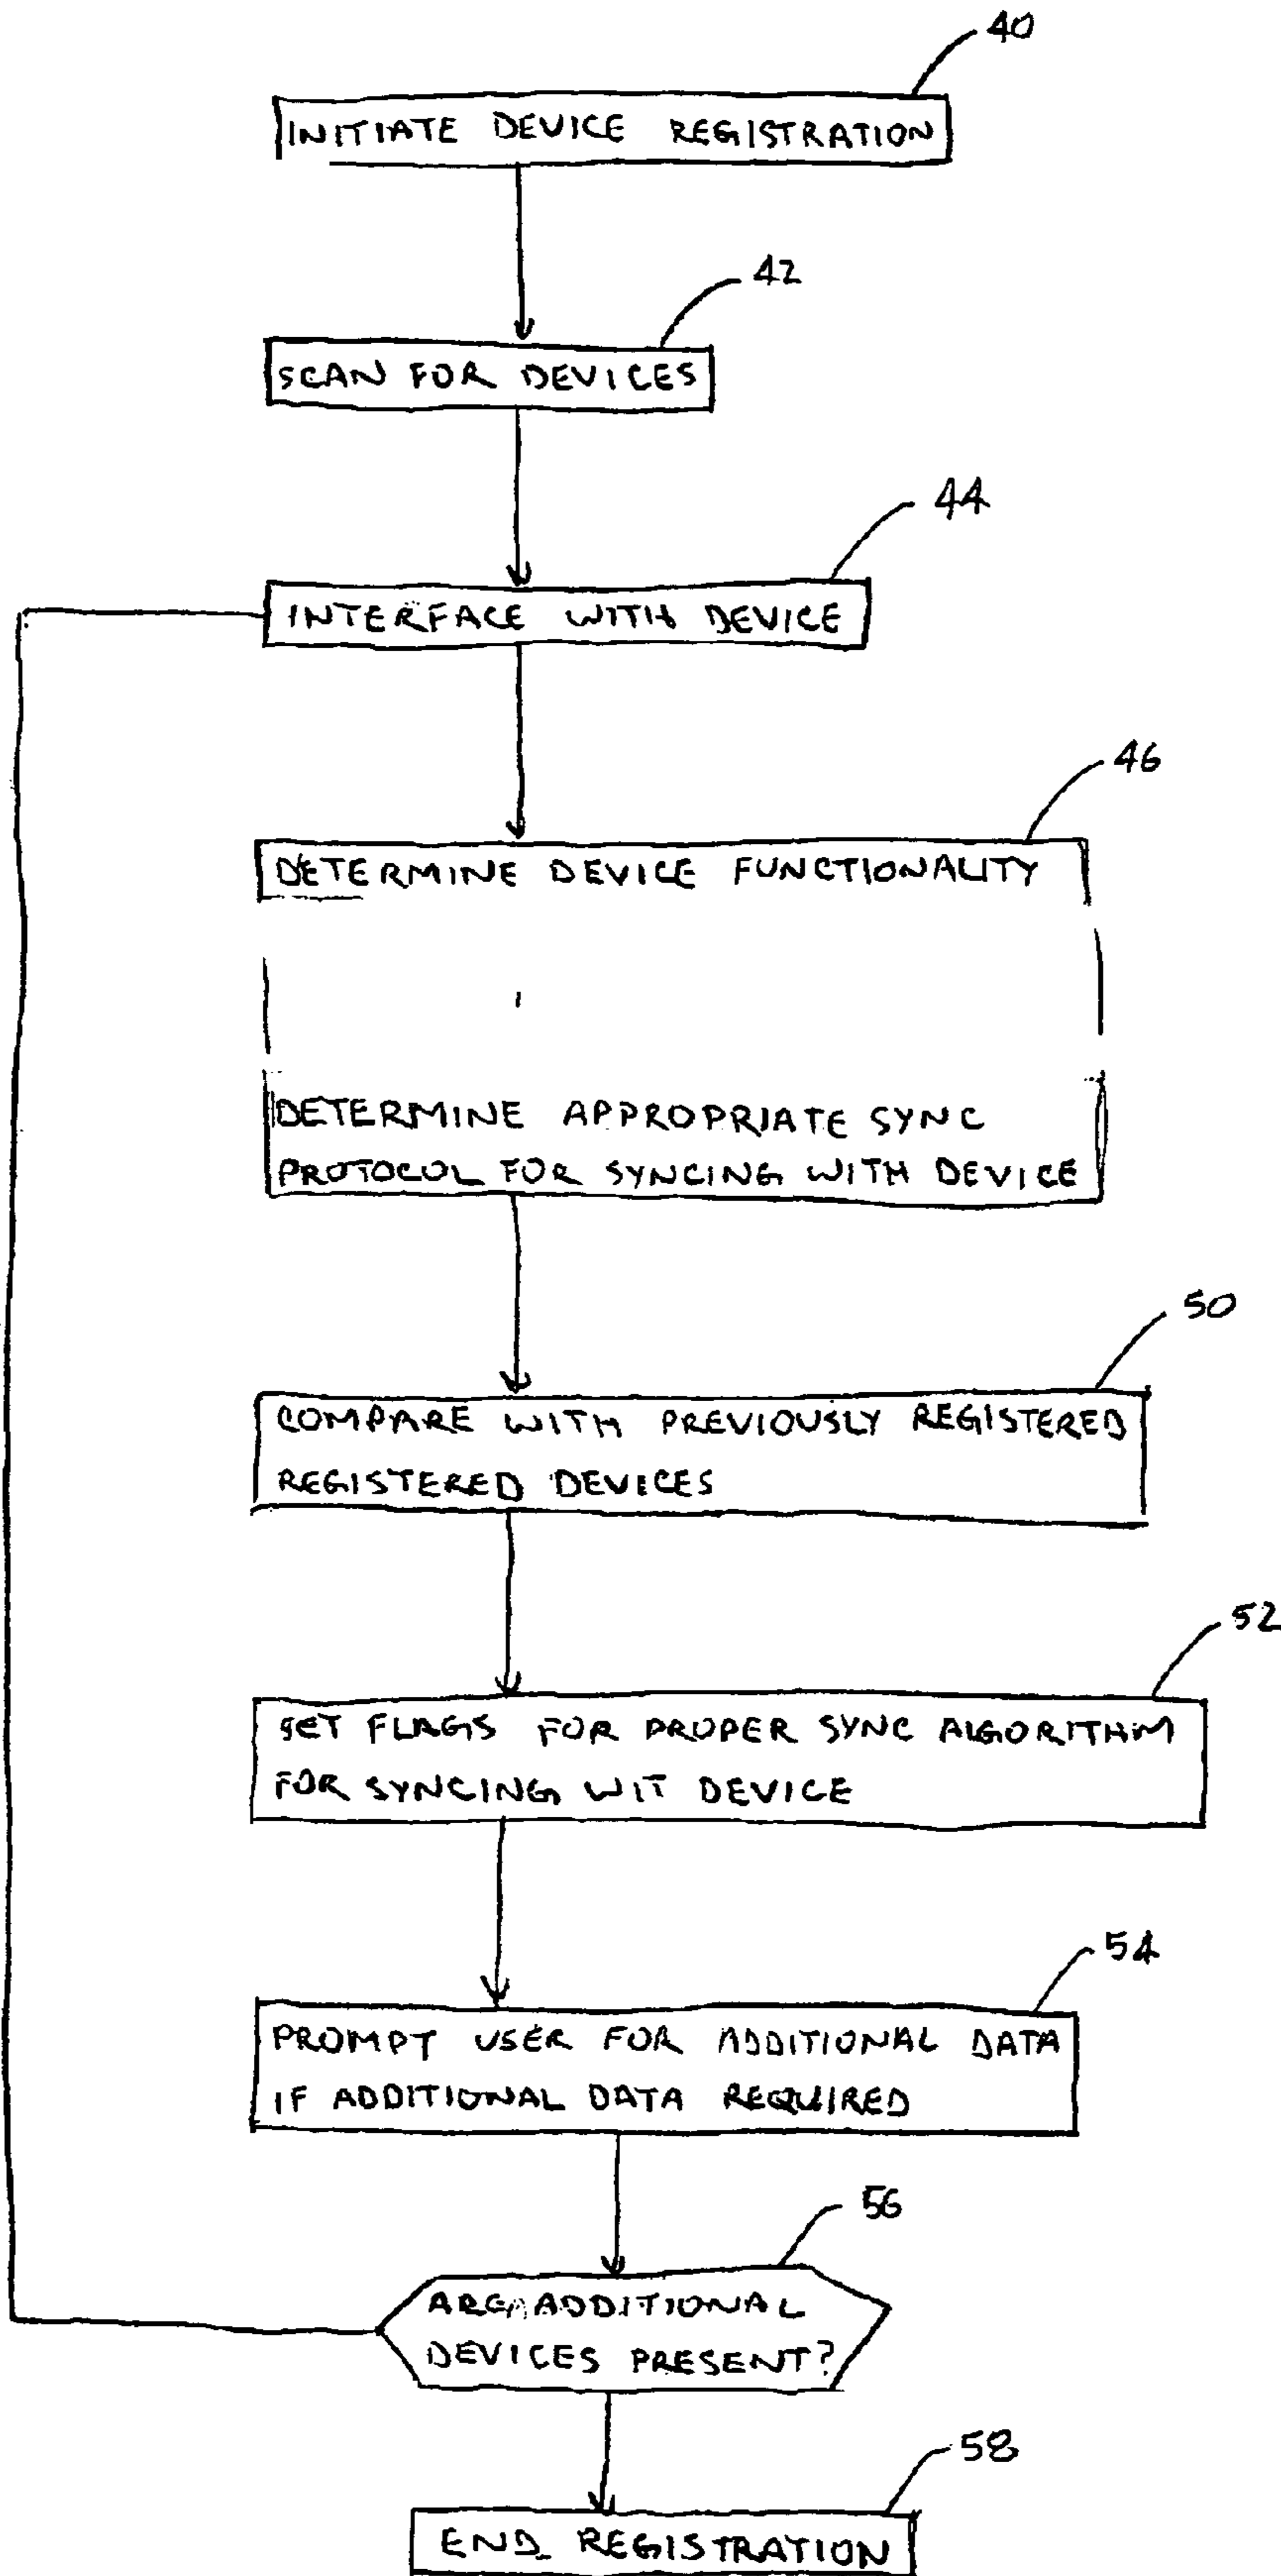 40
INITIATE DEVICE REGISTRATION
42
SCAN FOR DEVICES
44
INTERFACE WITH DEVICE
46
DETERMINE DEVICE FUNCTIONALITY
DETERMINE APPROPRIATE SYNC
PROTOCOL FOR SYNCING WITH DEVICE
50
COMPARE WITH PREVIOUSLY REGISTERED
REGISTERED DEVICES
52
SET FLAGS FOR PROPER SYNC ALGORITHM
FOR SYNCING WIT DEVICE
54
PROMPT USER FOR ADDITIONAL DATA
IF ADDITIONAL DATA REQUIRED
56
ARE ADDITIONAL
DEVICES PRESENT?
58
END REGISTRATION